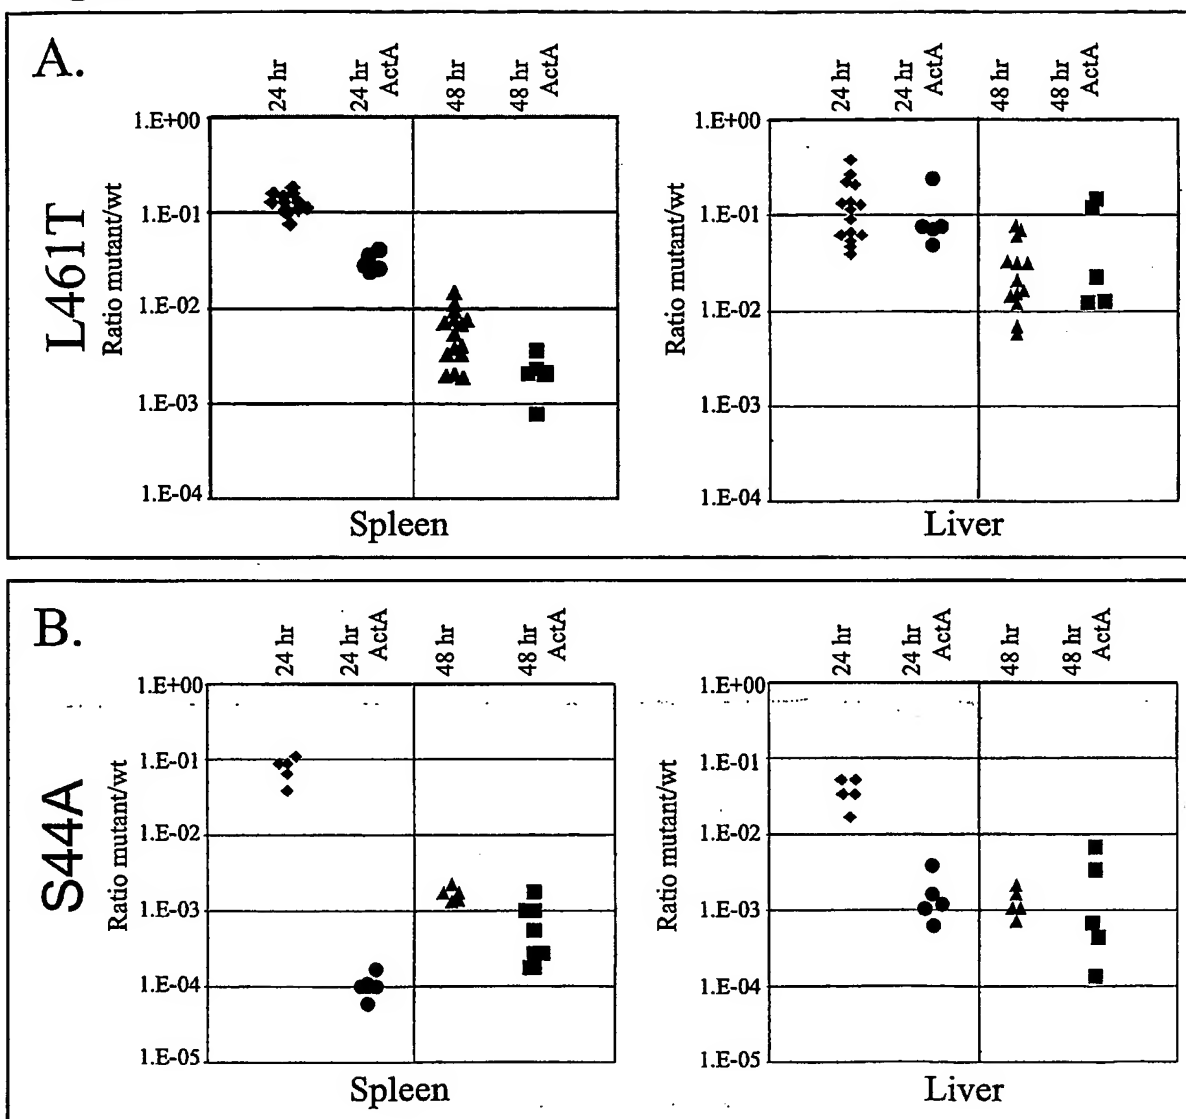 A.
L461T
24 hr
24 hr
ActA
48 hr
48 hr
ActA
Ratio mutant/wt
1.E+00
1.E-01
1.E-02
1.E-03
1.E-04
Spleen
24 hr
24 hr
ActA
48 hr
48 hr
ActA
Ratio mutant/wt
1.E+00
1.E-01
1.E-02
1.E-03
1.E-04
Liver
B.
S44A
24 hr
24 hr
ActA
48 hr
48 hr
ActA
Ratio mutant/wt
1.E+00
1.E-01
1.E-02
1.E-03
1.E-04
1.E-05
Spleen
24 hr
24 hr
ActA
48 hr
48 hr
ActA
Ratio mutant/wt
1.E+00
1.E-01
1.E-02
1.E-03
1.E-04
1.E-05
Liver